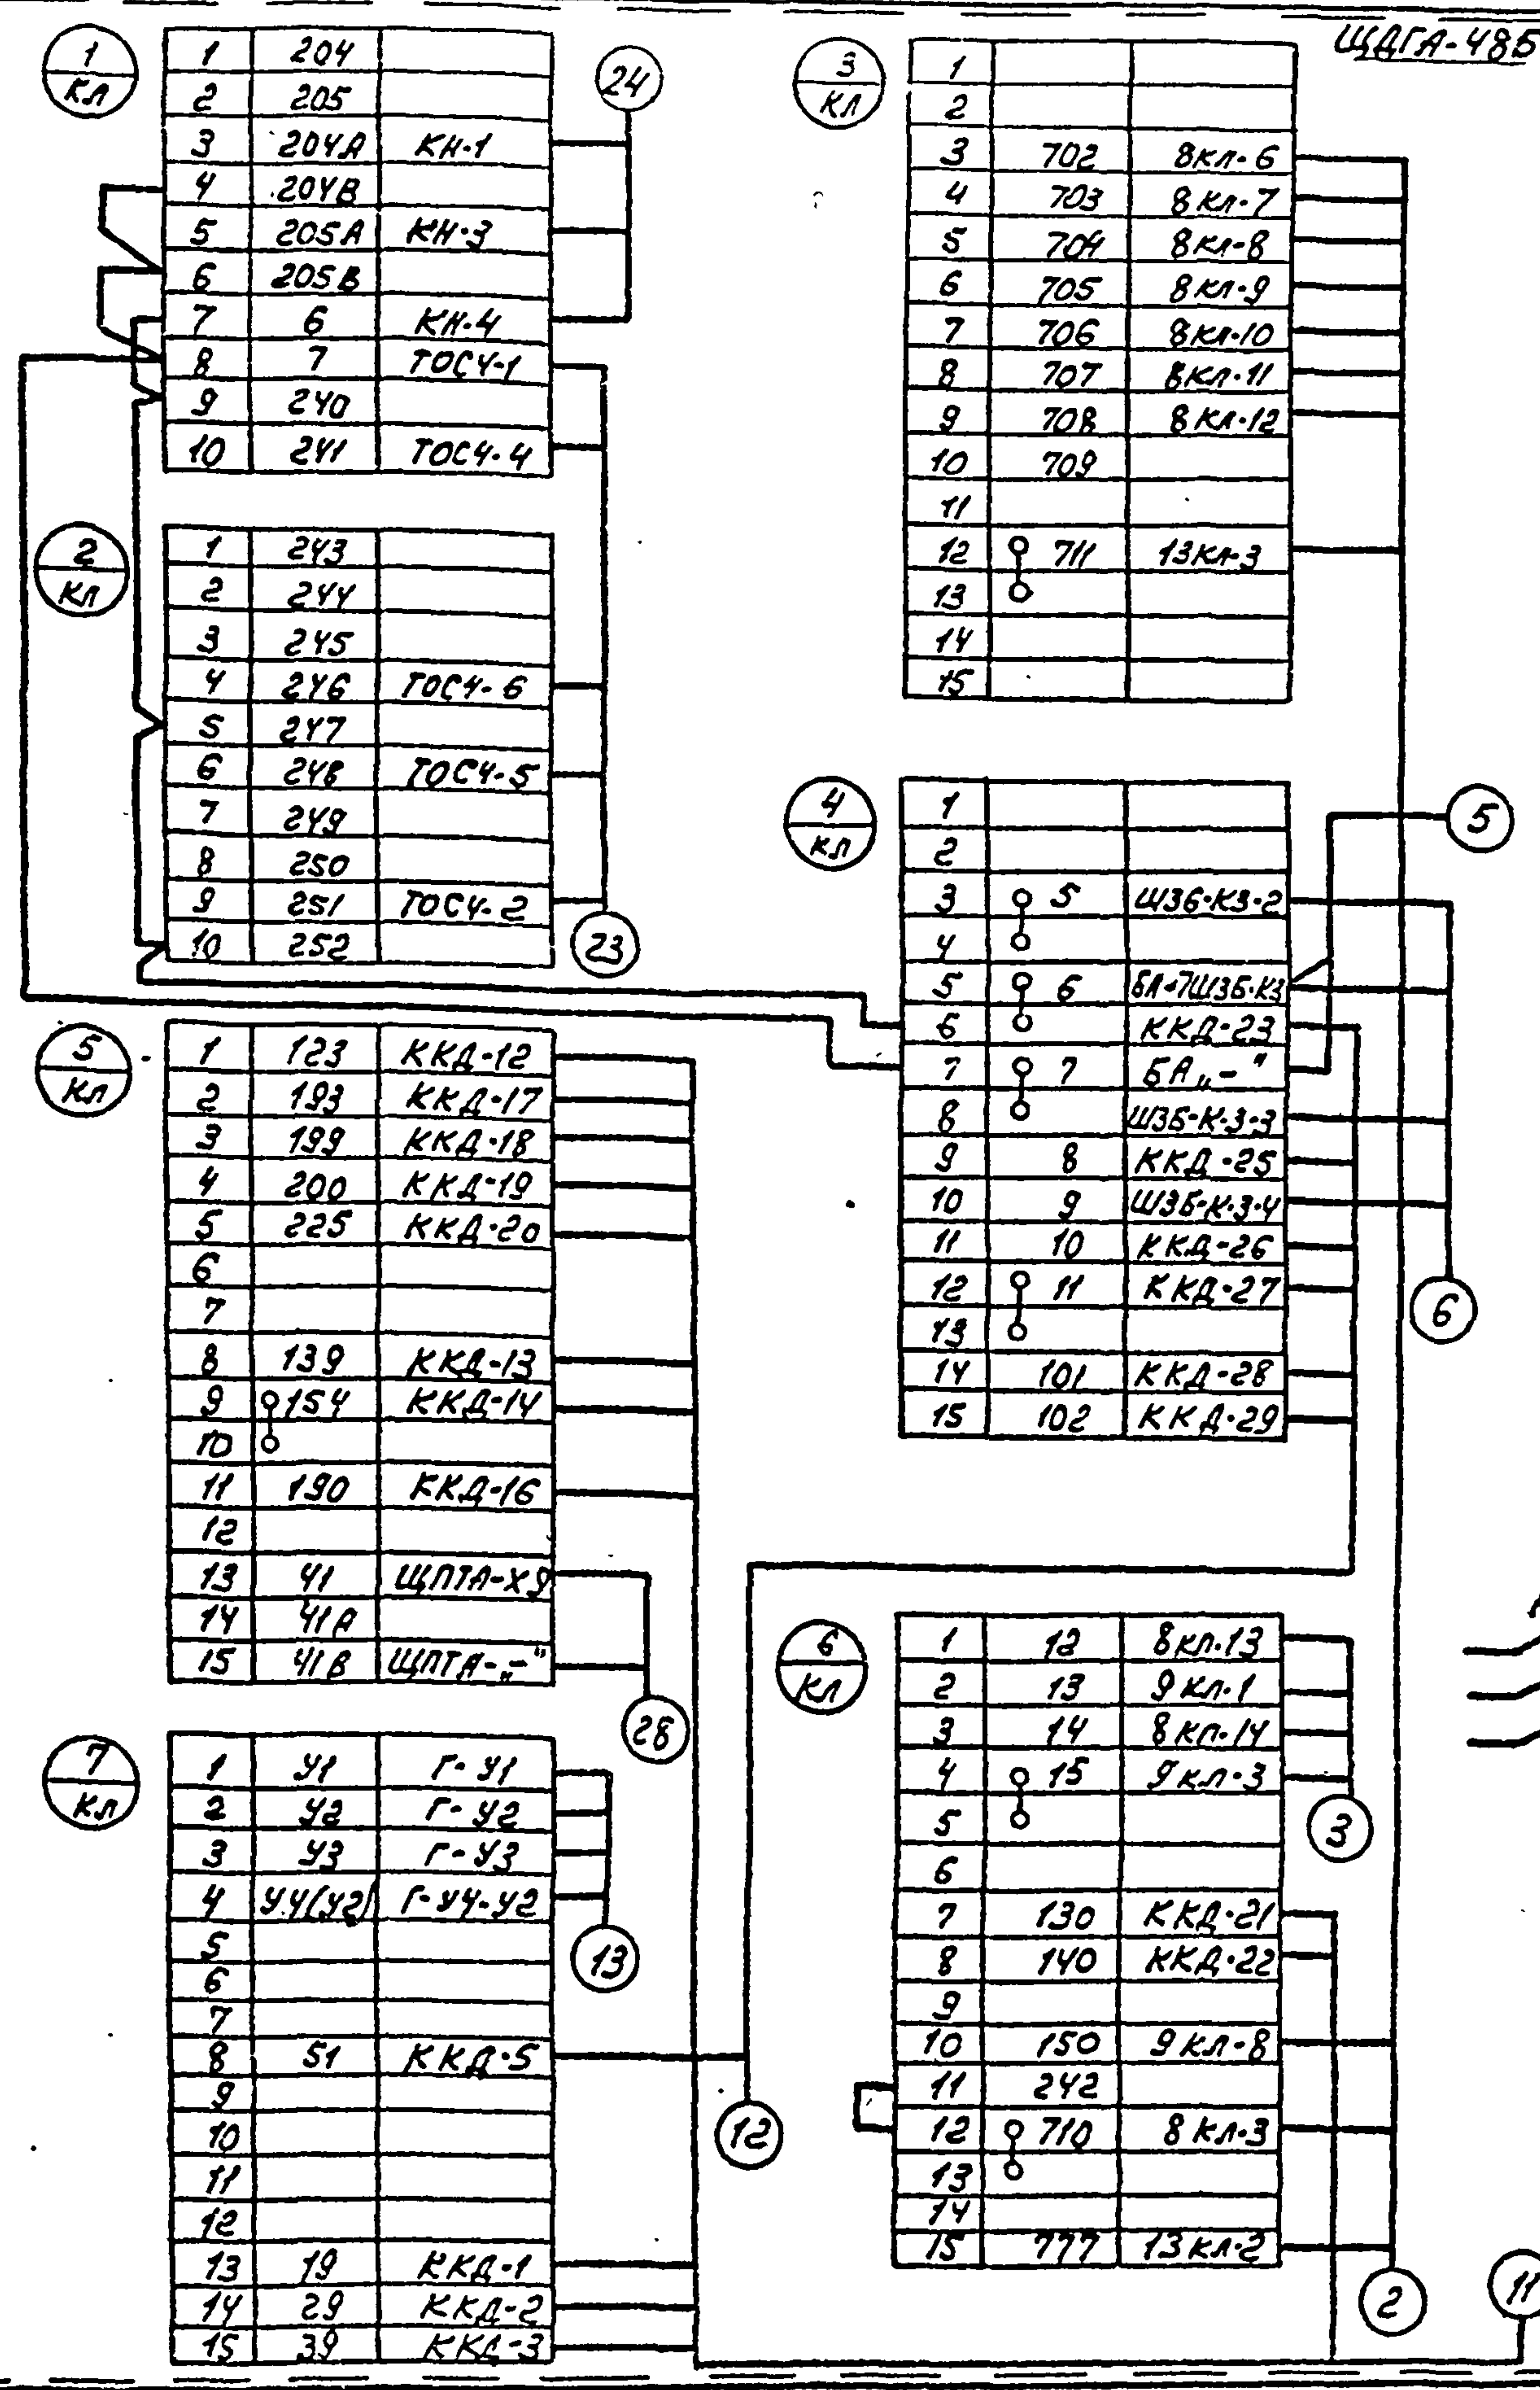 ЩДГА-485
1
КЛ
1 204
2 205
3 204А КН-1
4 204В
5 205А КН-3
6 205В
7 6 КН-4
8 7 ТОС4-1
9 240
10 241 ТОС4-4
24
2
КЛ
1 243
2 244
3 245
4 246 ТОС4-6
5 247
6 248 ТОС4-5
7 249
8 250
9 251 ТОС4-2
10 252
23
5
КЛ
1 123 ККД-12
2 193 ККД-17
3 199 ККД-18
4 200 ККД-19
5 225 ККД-20
6
7
8 139 ККД-13
9 154 ККД-14
10
11 190 ККД-16
12
13 41 ЩПТА-Х9
14 41А
15 41В ЩПТА-„-"
28
7
КЛ
1 У1 Г-У1
2 У2 Г-У2
3 У3 Г-У3
4 У4(У2) Г-У4-У2
5
6
7
8 51 ККД-5
9
10
11
12
13 19 ККД-1
14 29 ККД-2
15 39 ККД-3
13
12
3
КЛ
1
2
3 702 8КЛ-6
4 703 8КЛ-7
5 704 8КЛ-8
6 705 8КЛ-9
7 706 8КЛ-10
8 707 8КЛ-11
9 708 8КЛ-12
10 709
11
12 711 13КЛ-3
13
14
15
4
КЛ
1
2
3 5 ШЗБ-КЗ-2
4
5 6 БА+7ШЗБ-КЗ
6 ККД-23
7 7 БА„-"
8 ШЗБ-К-3-3
9 8 ККД-25
10 9 ШЗБ-К-3-4
11 10 ККД-26
12 11 ККД-27
13
14 101 ККД-28
15 102 ККД-29
5
6
6
КЛ
1 12 8КЛ-13
2 13 9КЛ-1
3 14 8КЛ-14
4 15 9КЛ-3
5
6
7 130 ККД-21
8 140 ККД-22
9
10 150 9КЛ-8
11 242
12 710 8КЛ-3
13
14
15 777 13КЛ-2
3
2
11